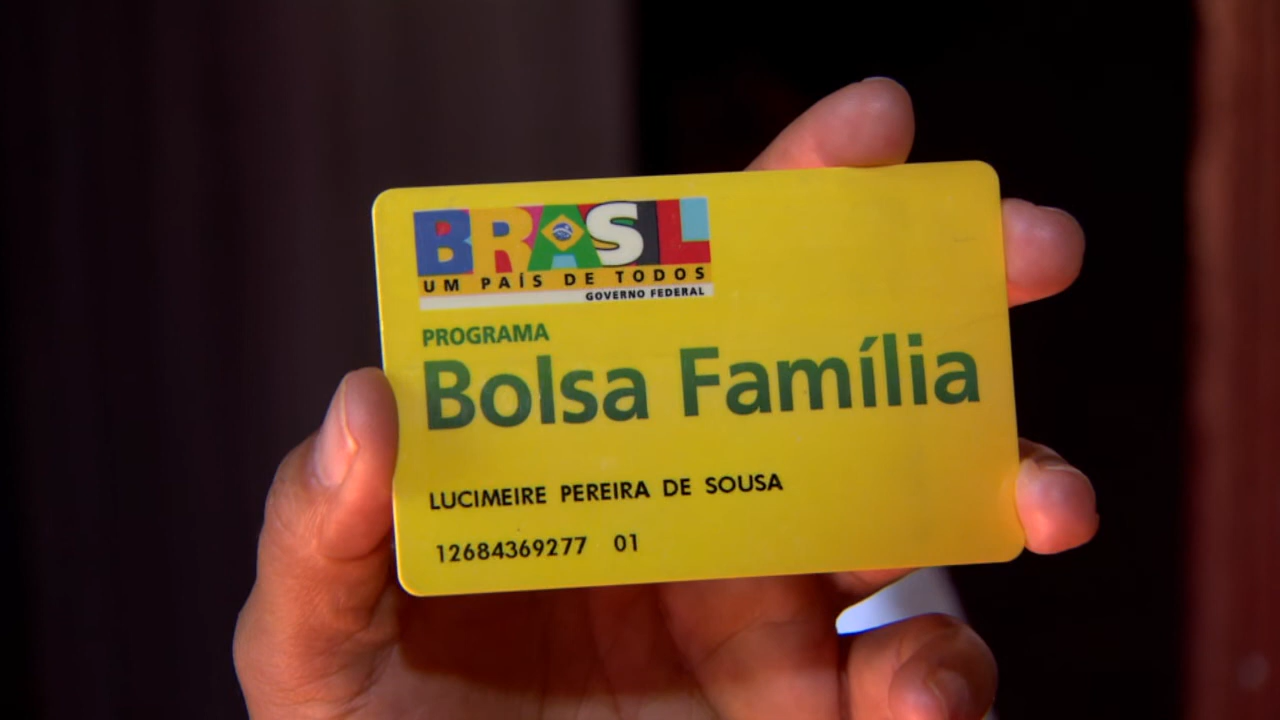 BRASIL
UM PAÍS DE TODOS
GOVERNO FEDERAL
PROGRAMA
Bolsa Família
LUCIMEIRE PEREIRA DE SOUSA
12684369277 01